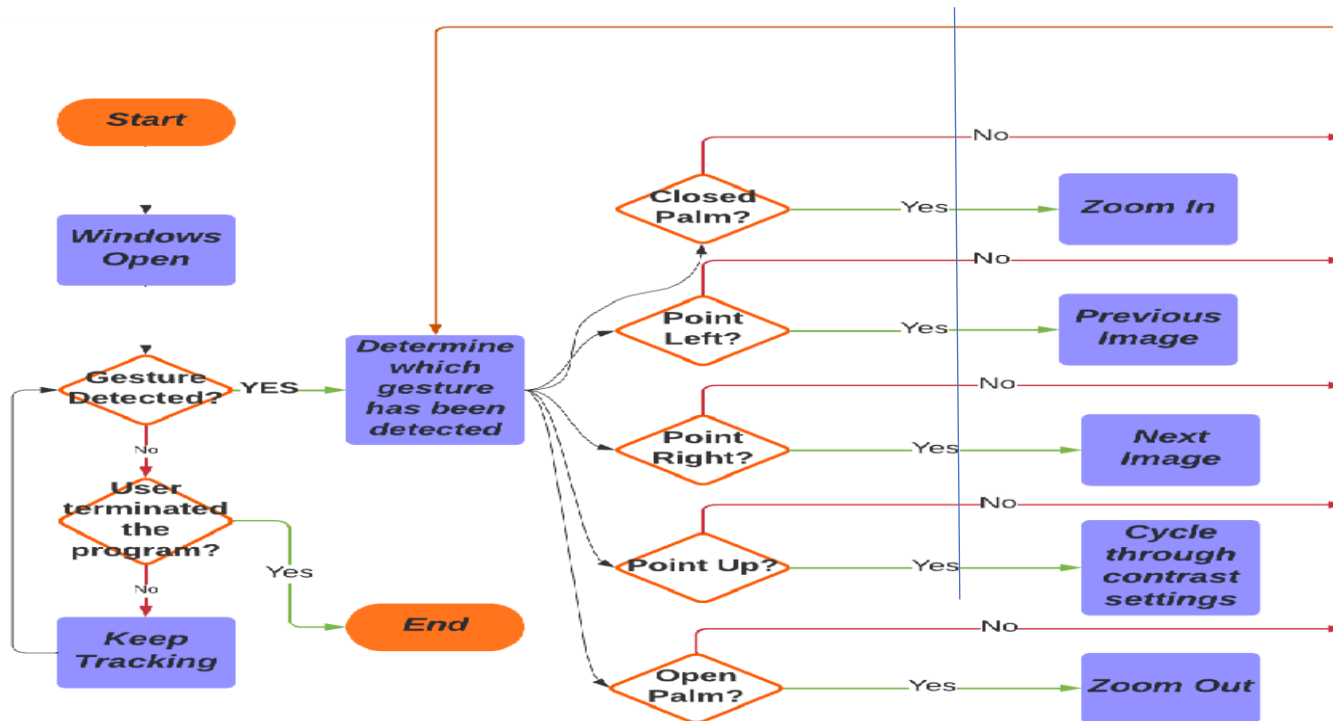 Start
Windows
Open
Gesture
Detected?
YES
No
User
terminated
the
program?
Yes
No
Keep
Tracking
End
Determine
which
gesture
has been
detected
Closed
Palm?
No
Yes
Zoom In
Point
Left?
No
Yes
Previous
Image
Point
Right?
No
Yes
Next
Image
Point Up?
No
Yes
Cycle
through
contrast
settings
Open
Palm?
No
Yes
Zoom Out